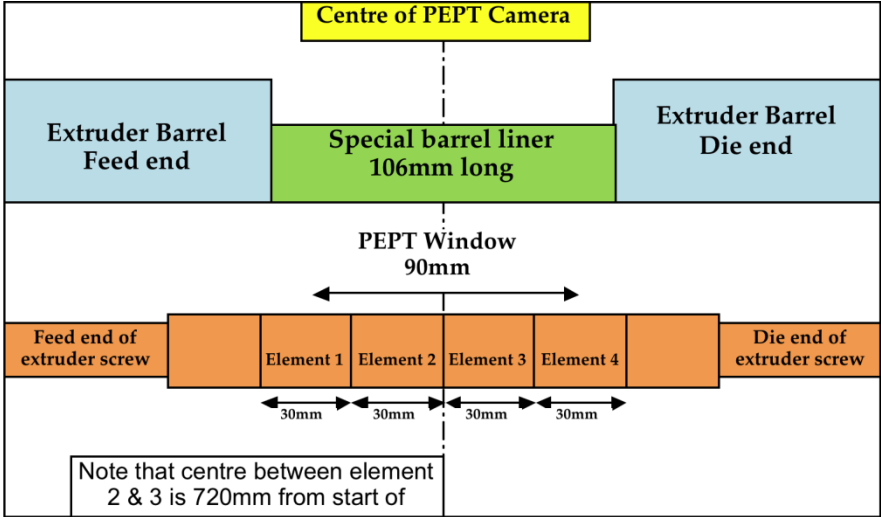 Centre of PEPT Camera
Extruder Barrel
Feed end
Special barrel liner
106mm long
Extruder Barrel
Die end
PEPT Window
90mm
Feed end of
extruder screw
Element 1
Element 2
Element 3
Element 4
Die end of
extruder screw
30mm
30mm
30mm
30mm
Note that centre between element
2 & 3 is 720mm from start of